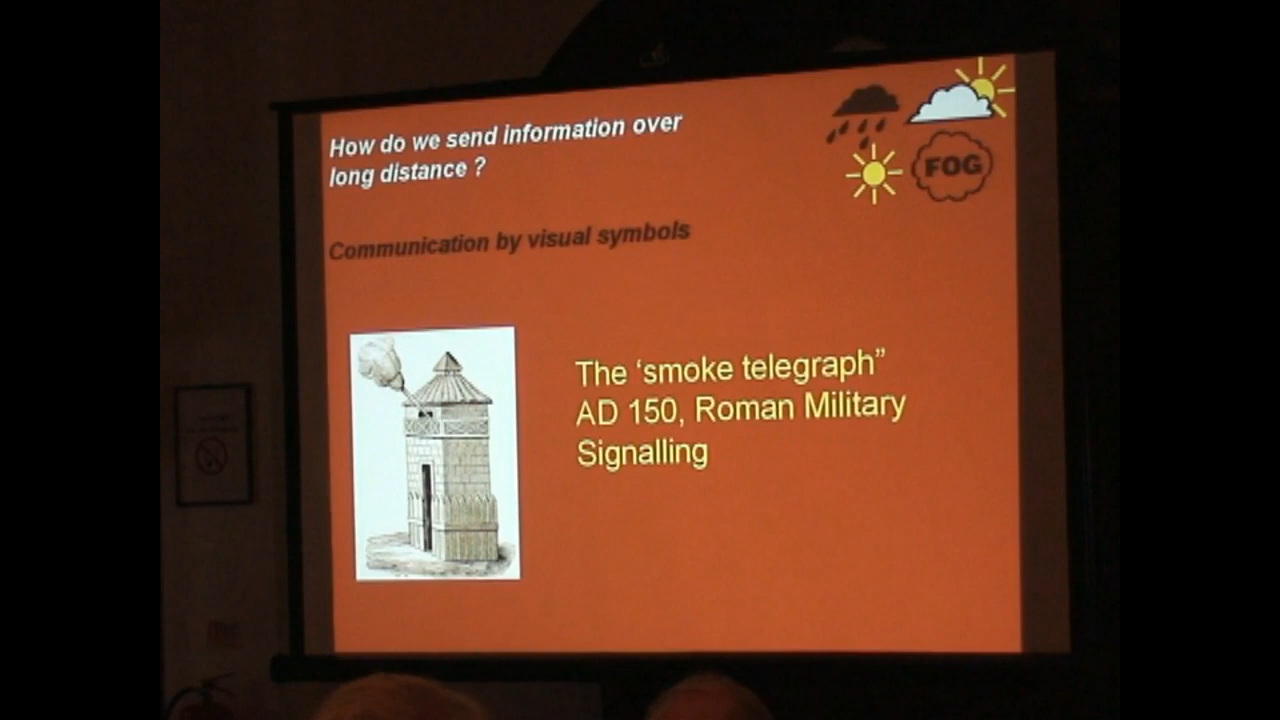 How do we send information over
long distance ?
FOG
Communication by visual symbols
The ‘smoke telegraph”
AD 150, Roman Military
Signalling